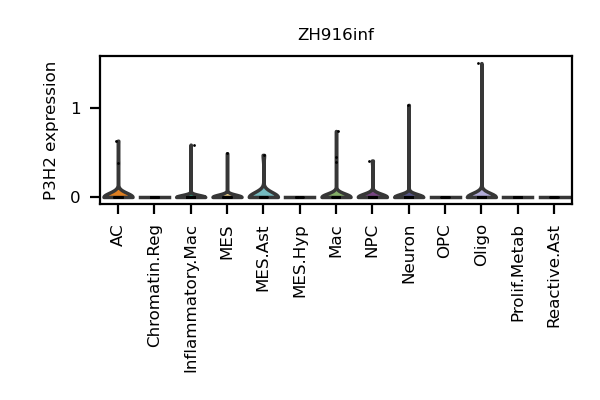 ZH916inf
P3H2 expression
1
0
AC
Chromatin.Reg
Inflammatory.Mac
MES
MES.Ast
MES.Hyp
Mac
NPC
Neuron
OPC
Oligo
Prolif.Metab
Reactive.Ast